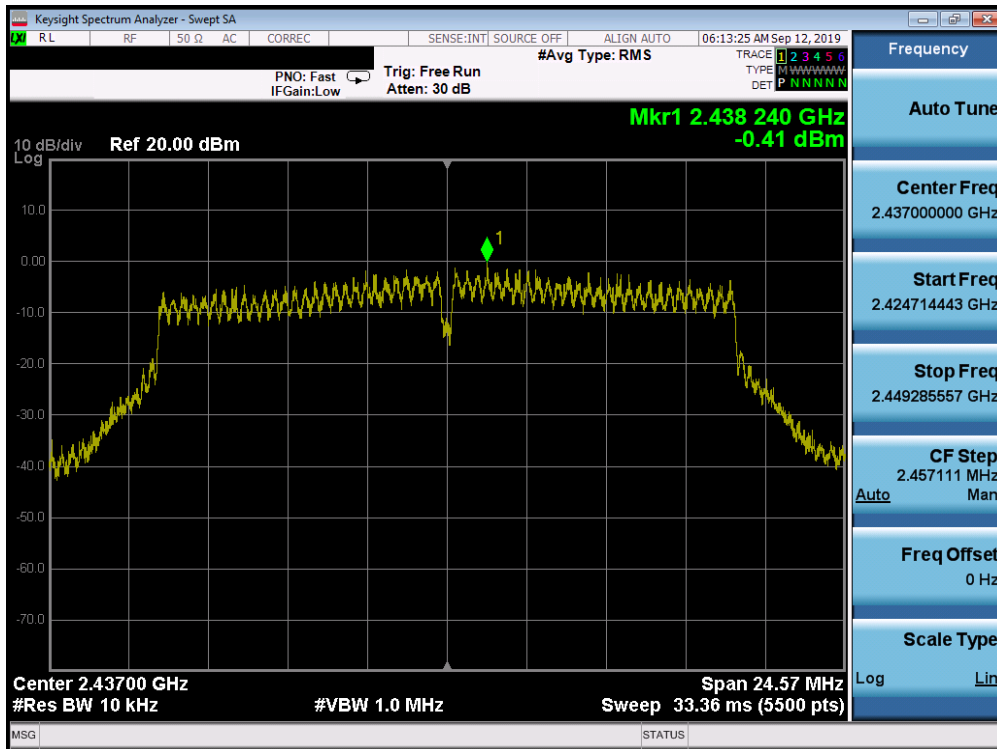 Keysight Spectrum Analyzer - Swept SA
LXI RL RF 50 Ω AC CORREC SENSE:INT SOURCE OFF ALIGN AUTO 06:13:25 AM Sep 12, 2019
#Avg Type: RMS
TRACE 1 2 3 4 5 6
PNO: Fast Trig: Free Run
TYPE M W W W W W
IFGain:Low Atten: 30 dB
DET P N N N N N
Mkr1 2.438 240 GHz
-0.41 dBm
10 dB/div Ref 20.00 dBm
Log
10.0
1
0.00
-10.0
-20.0
-30.0
-40.0
-50.0
-60.0
-70.0
Center 2.43700 GHz Span 24.57 MHz
#Res BW 10 kHz #VBW 1.0 MHz Sweep 33.36 ms (5500 pts)
MSG STATUS
Frequency
Auto Tune
Center Freq
2.437000000 GHz
Start Freq
2.424714443 GHz
Stop Freq
2.449285557 GHz
CF Step
2.457111 MHz
Auto Man
Freq Offset
0 Hz
Scale Type
Log Lin